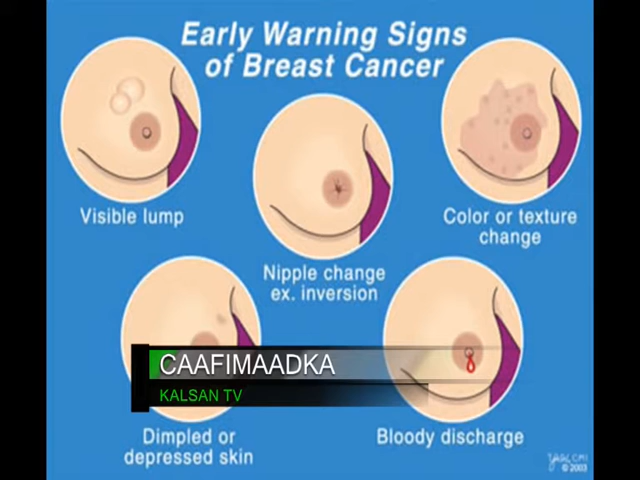 Early Warning Signs
of Breast Cancer
Visible lump
Color or texture
change
Nipple change
ex. inversion
CAAFIMAADKA
KALSAN TV
Dimpled or
depressed skin
Bloody discharge
© 2003